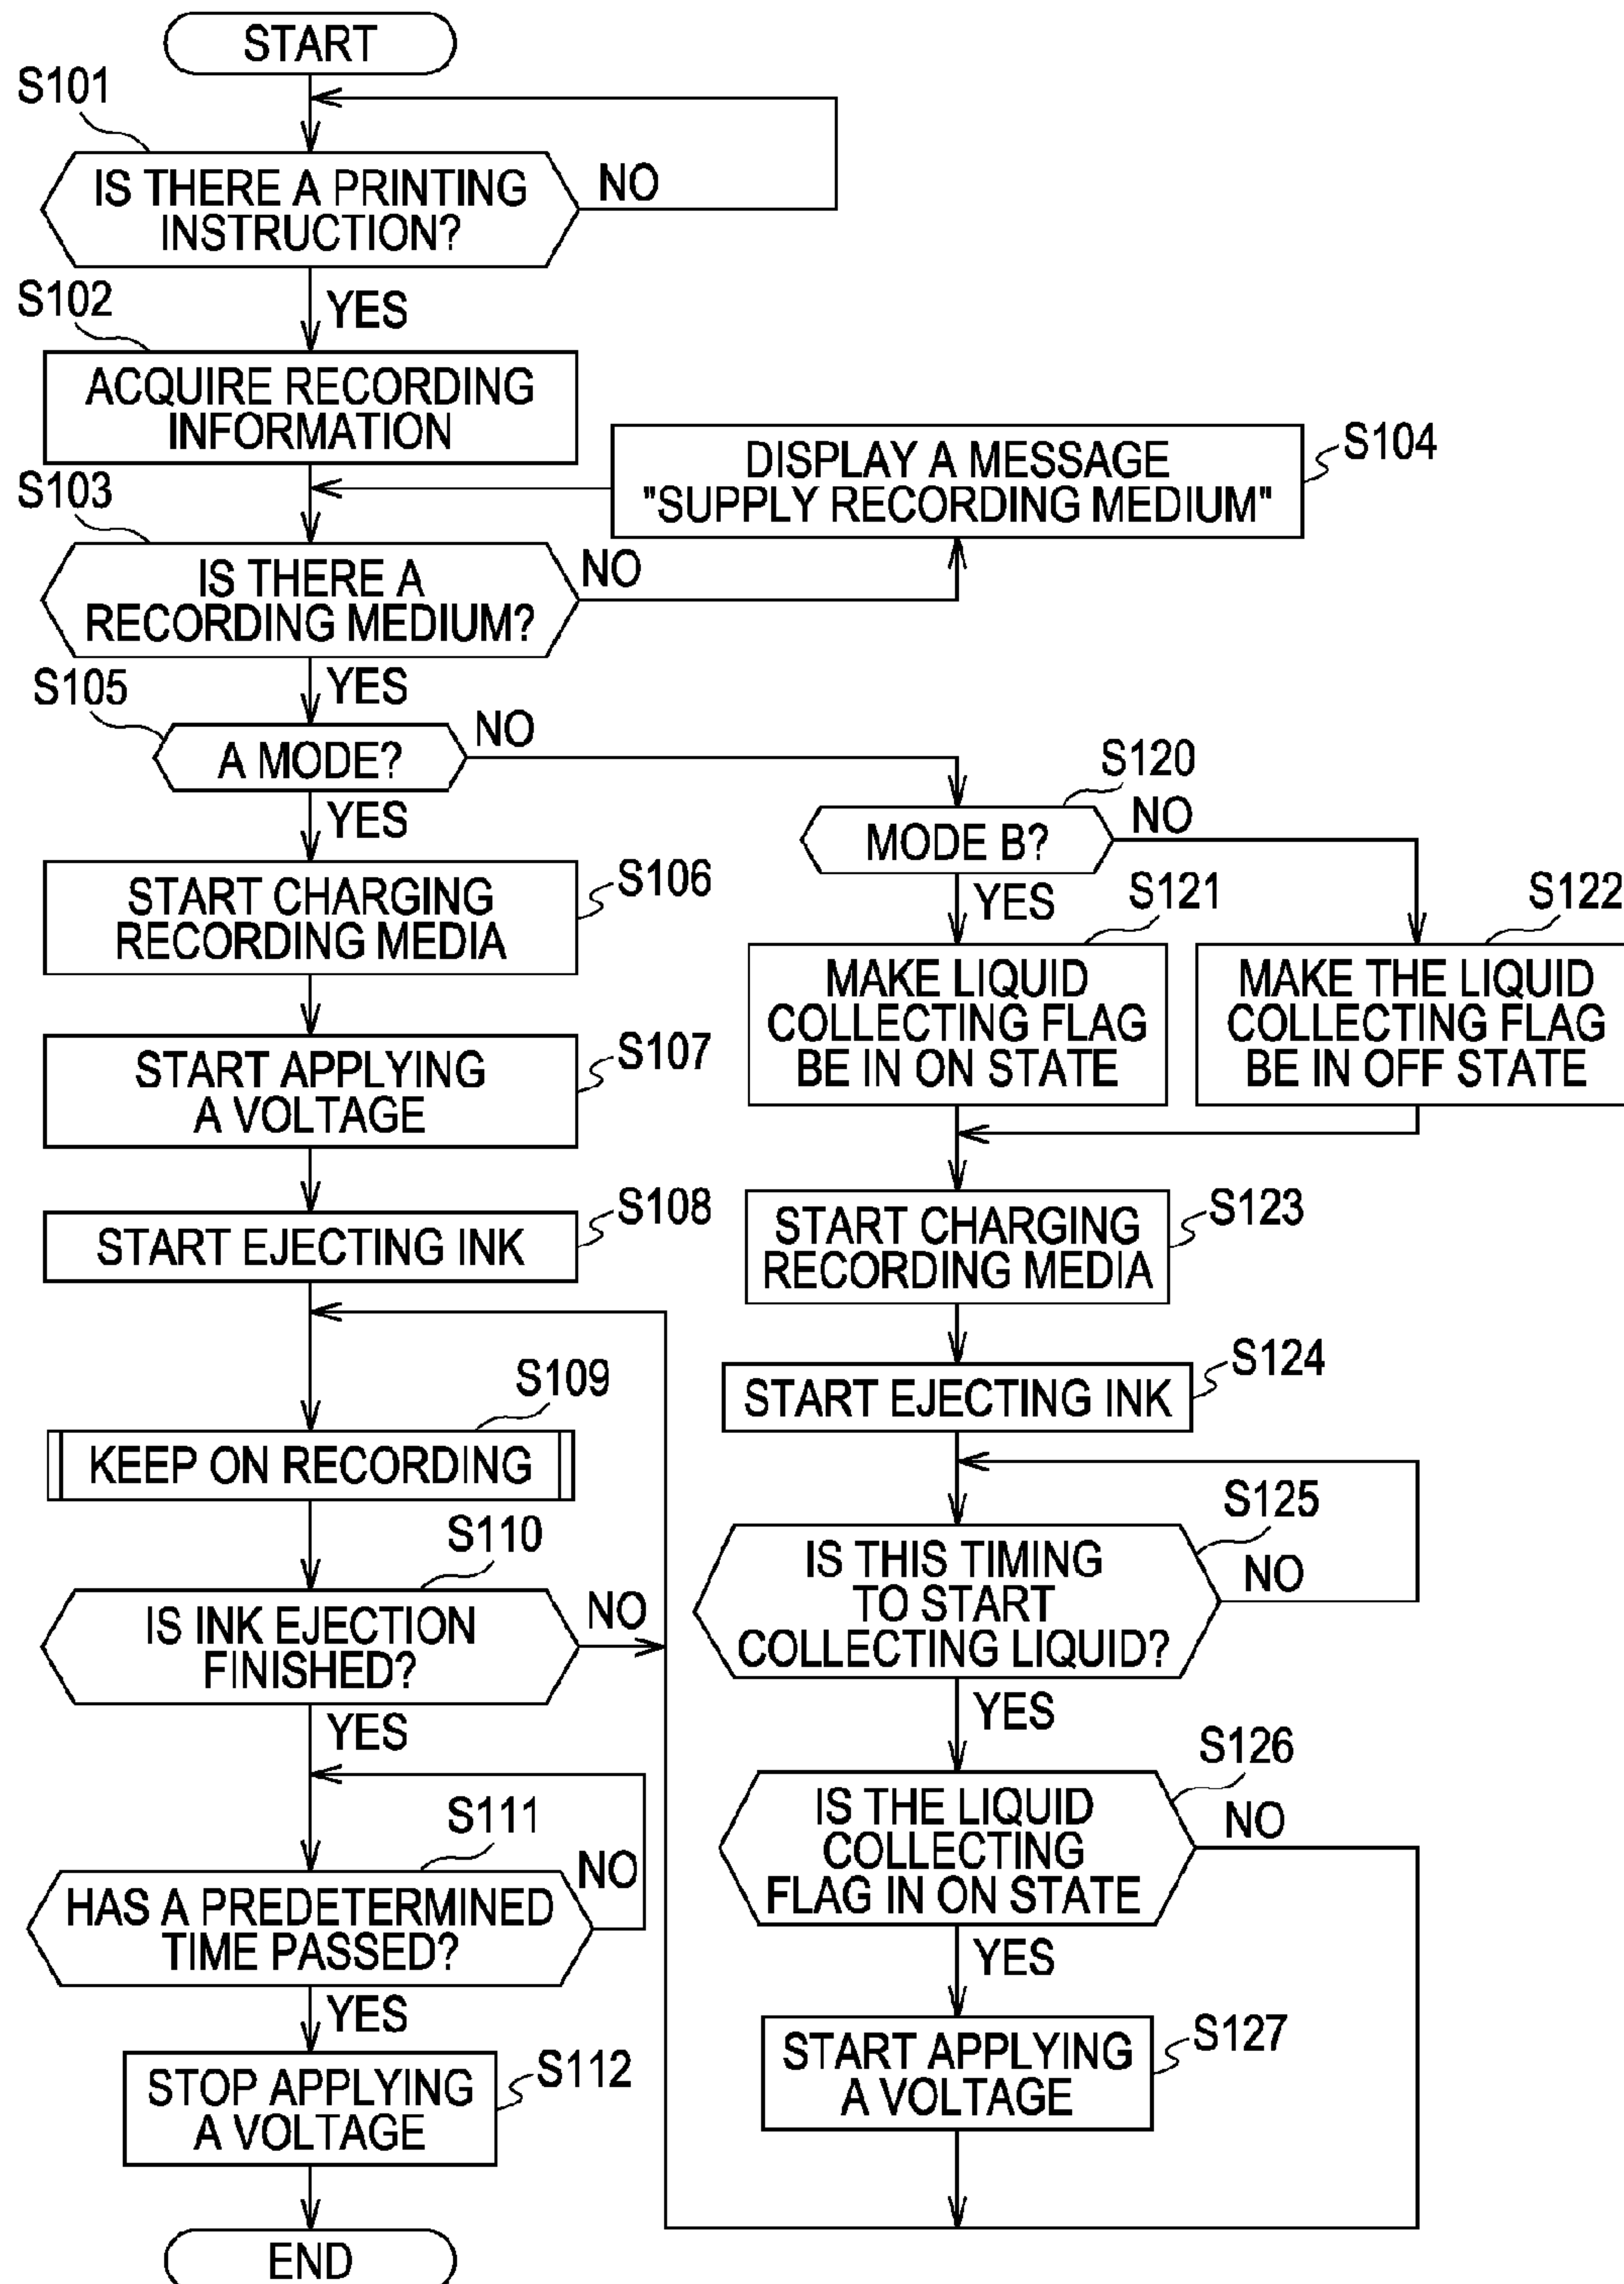 START
S101
IS THERE A PRINTING
INSTRUCTION?
NO
YES
S102
ACQUIRE RECORDING
INFORMATION
S104
DISPLAY A MESSAGE
"SUPPLY RECORDING MEDIUM"
S103
IS THERE A
RECORDING MEDIUM?
NO
YES
S105
A MODE?
NO
YES
S106
START CHARGING
RECORDING MEDIA
S107
START APPLYING
A VOLTAGE
S108
START EJECTING INK
S109
KEEP ON RECORDING
S110
IS INK EJECTION
FINISHED?
NO
YES
S111
HAS A PREDETERMINED
TIME PASSED?
NO
YES
S112
STOP APPLYING
A VOLTAGE
END
S120
MODE B?
NO
YES
S121
MAKE LIQUID
COLLECTING FLAG
BE IN ON STATE
S122
MAKE THE LIQUID
COLLECTING FLAG
BE IN OFF STATE
S123
START CHARGING
RECORDING MEDIA
S124
START EJECTING INK
S125
IS THIS TIMING
TO START
COLLECTING LIQUID?
NO
YES
S126
IS THE LIQUID
COLLECTING
FLAG IN ON STATE
NO
YES
S127
START APPLYING
A VOLTAGE